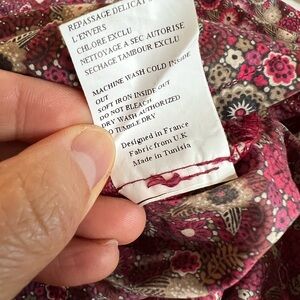 REPASSAGE DELICAT
L'ENVERS
CHLORE EXCLU
NETTOYAGE A SEC AUTORISE
SECHAGE TAMBOUR EXCLU
MACHINE WASH COLD INSIDE
OUT
SOFT IRON INSIDE OUT
DO NOT BLEACH
DRY WASH AUTHORIZED
TUMBLE DRY
Designed in France
Fabric from U.K
Made in Tunisia